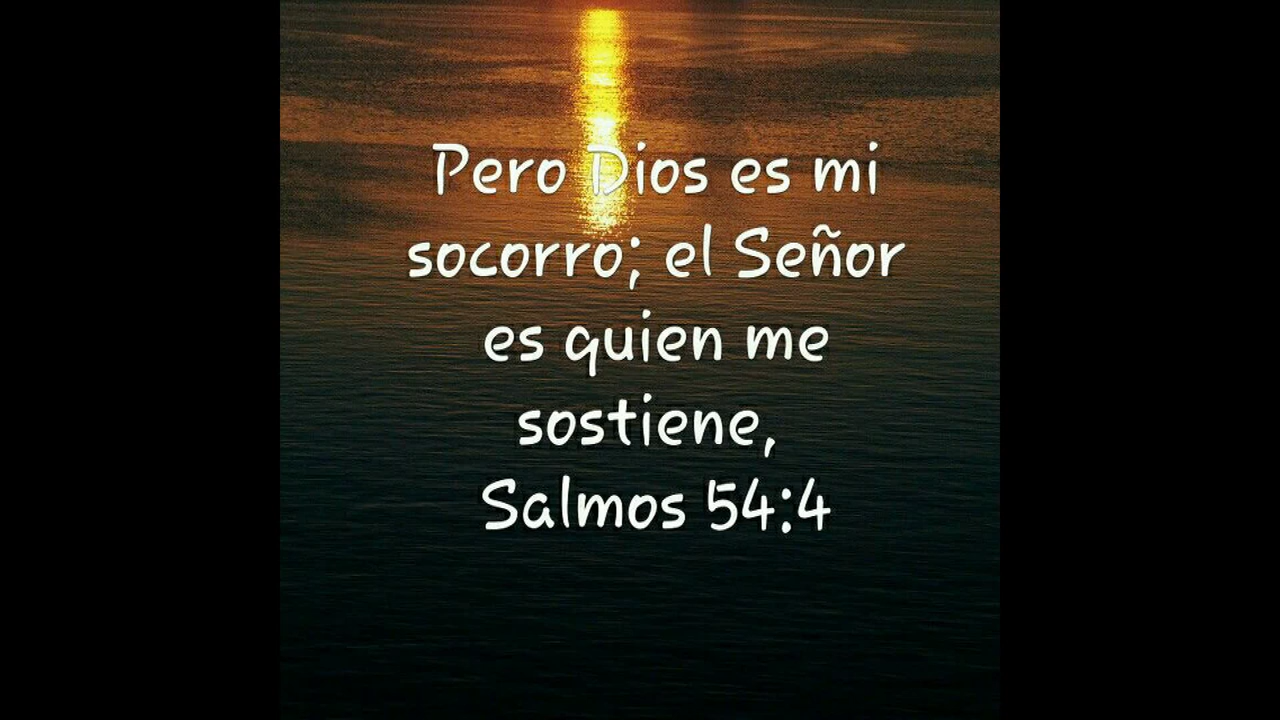 Pero Dios es mi
socorro; el Señor
es quien me
sostiene,
Salmos 54:4